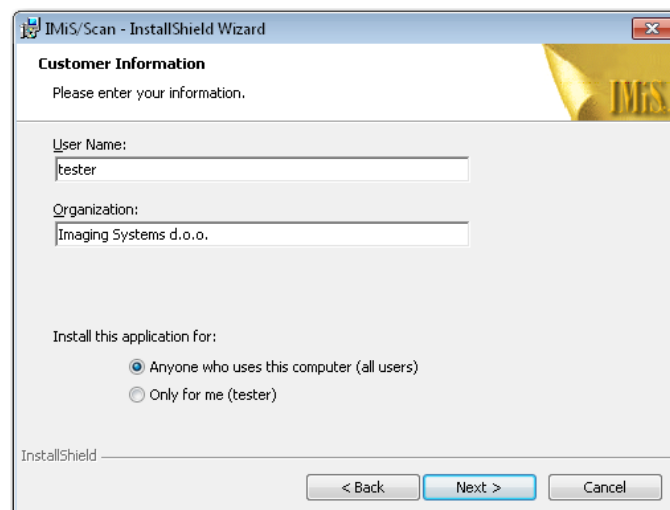 IMiS/Scan - InstallShield Wizard
Customer Information
Please enter your information.
IMiS
User Name:
tester
Organization:
Imaging Systems d.o.o.
Install this application for:
Anyone who uses this computer (all users)
Only for me (tester)
InstallShield
< Back
Next >
Cancel